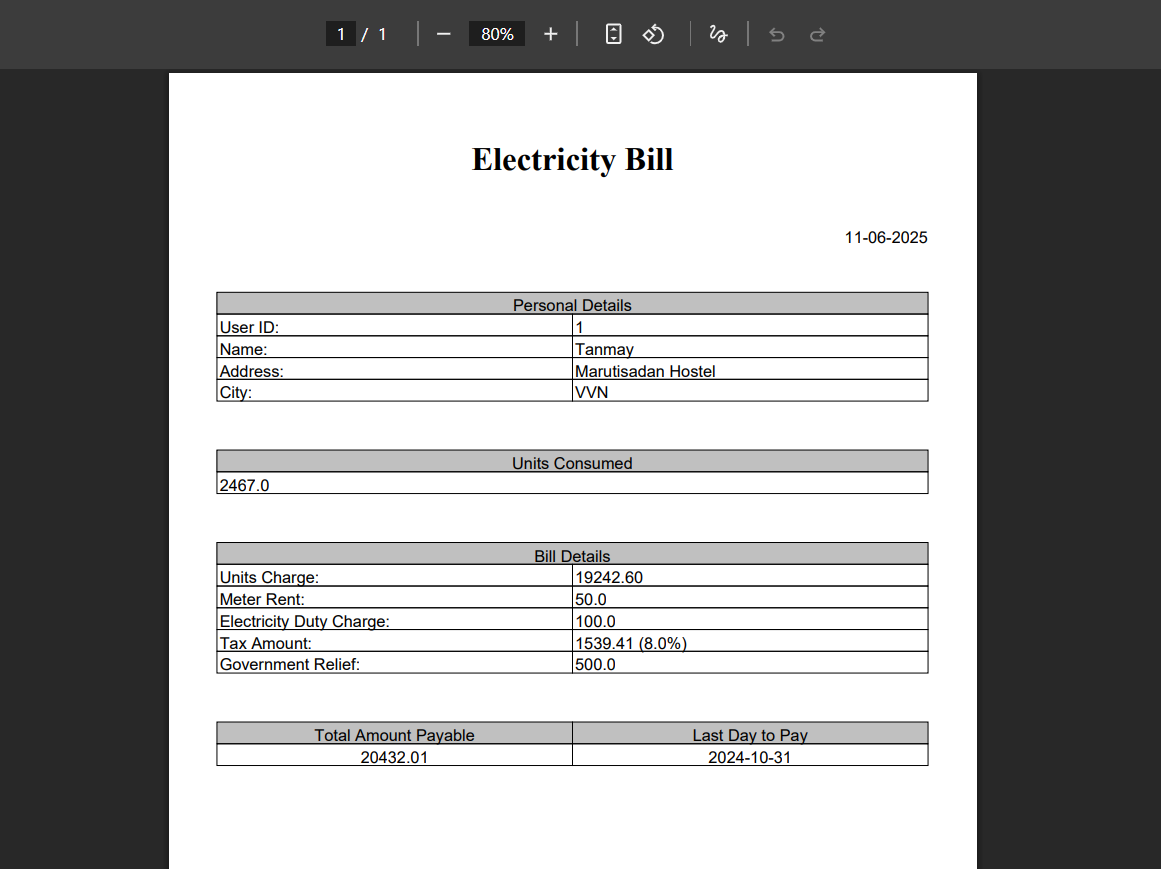 1 / 1 80%
Electricity Bill
11-06-2025
Personal Details
User ID: 1
Name: Tanmay
Address: Marutisadan Hostel
City: VVN
Units Consumed
2467.0
Bill Details
Units Charge: 19242.60
Meter Rent: 50.0
Electricity Duty Charge: 100.0
Tax Amount: 1539.41 (8.0%)
Government Relief: 500.0
Total Amount Payable Last Day to Pay
20432.01 2024-10-31